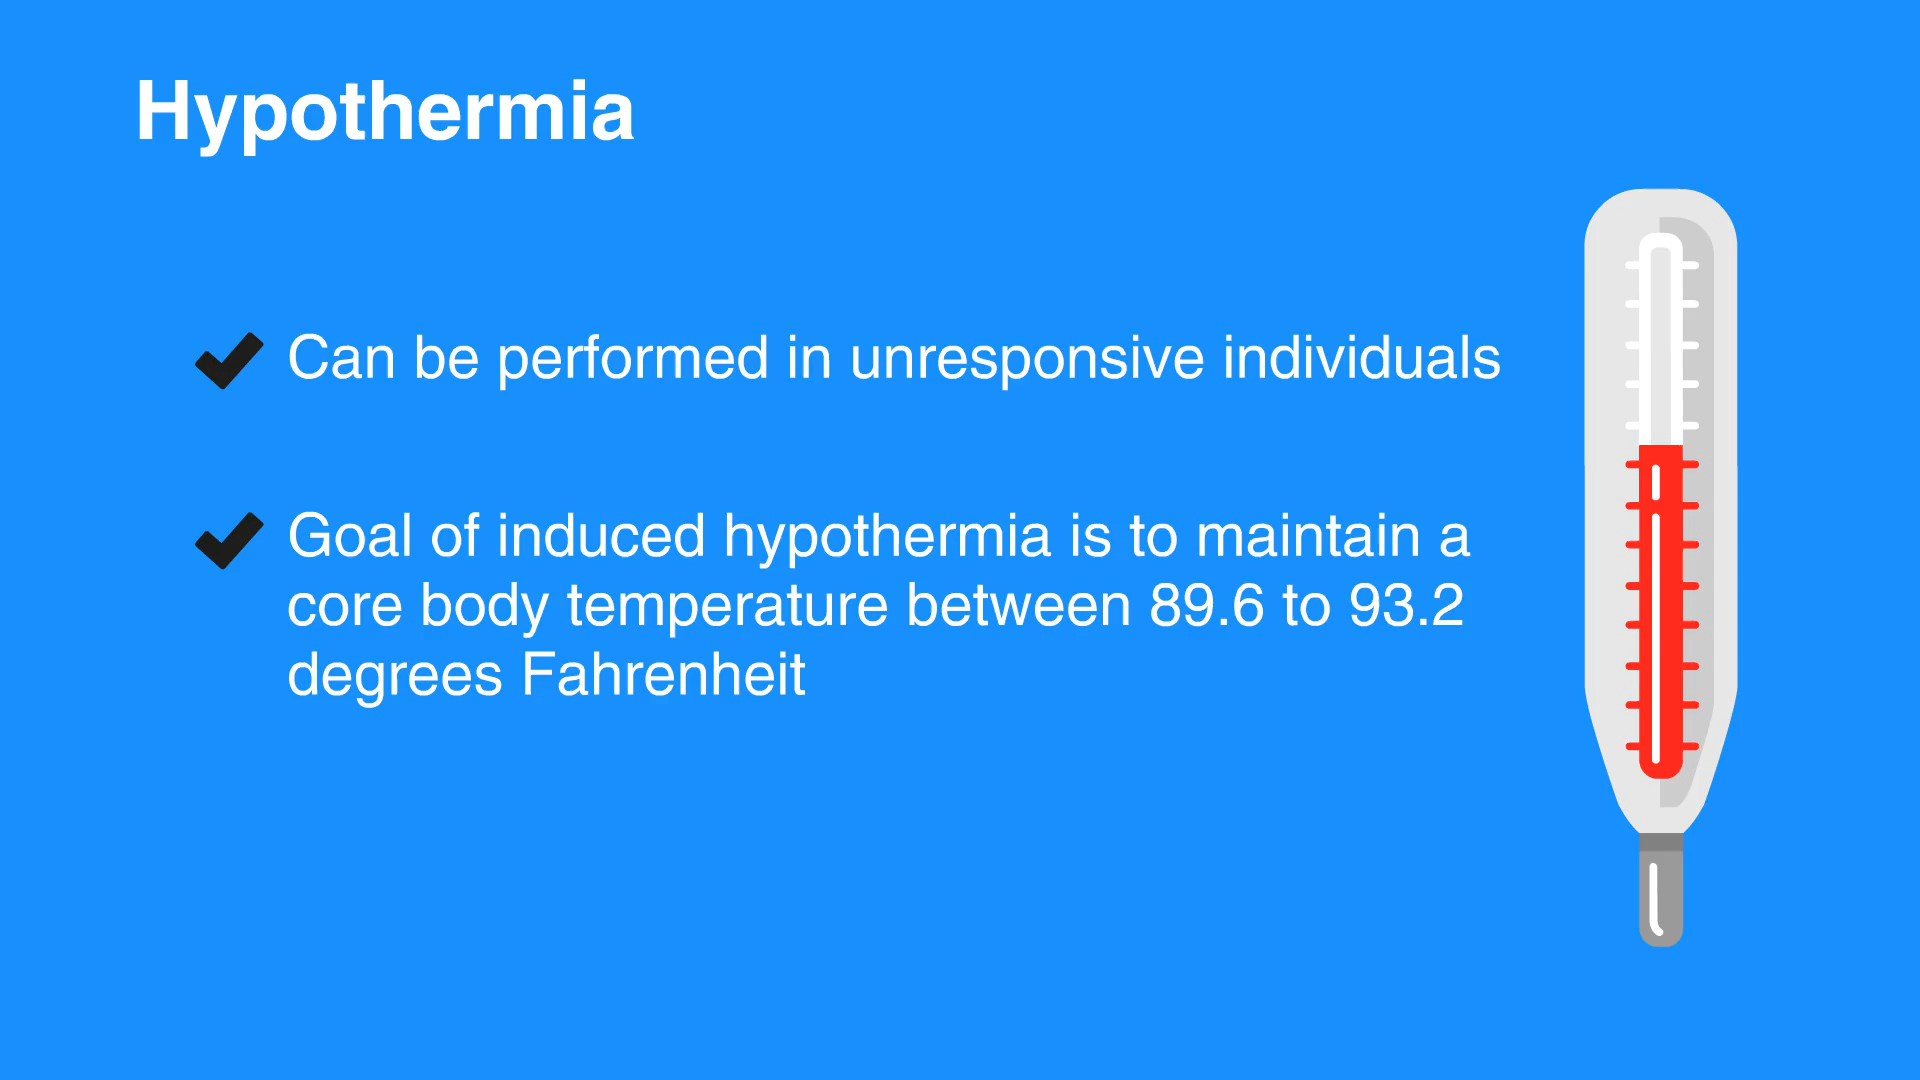 Hypothermia
Can be performed in unresponsive individuals
Goal of induced hypothermia is to maintain a
core body temperature between 89.6 to 93.2
degrees Fahrenheit